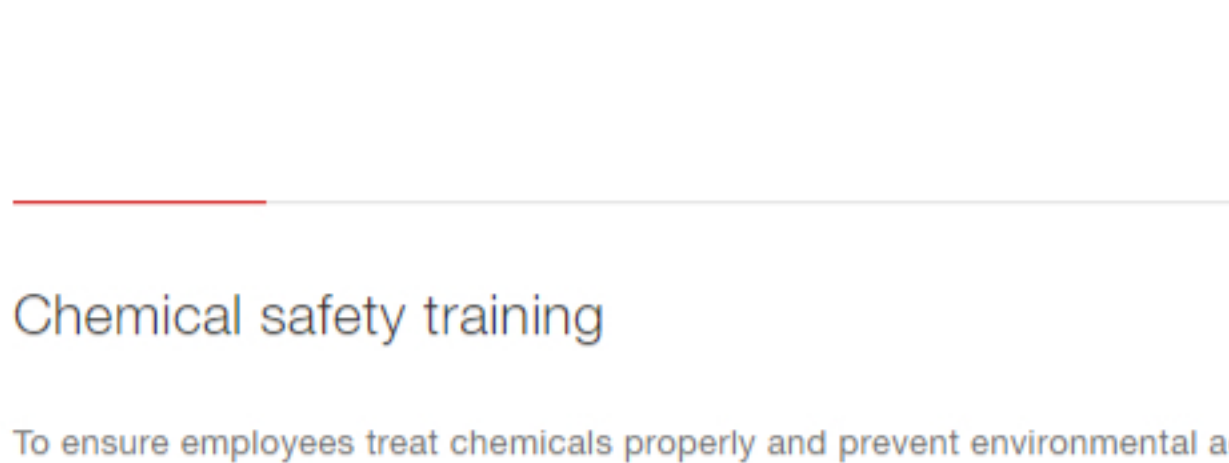 Chemical safety training
To ensure employees treat chemicals properly and prevent environmental a